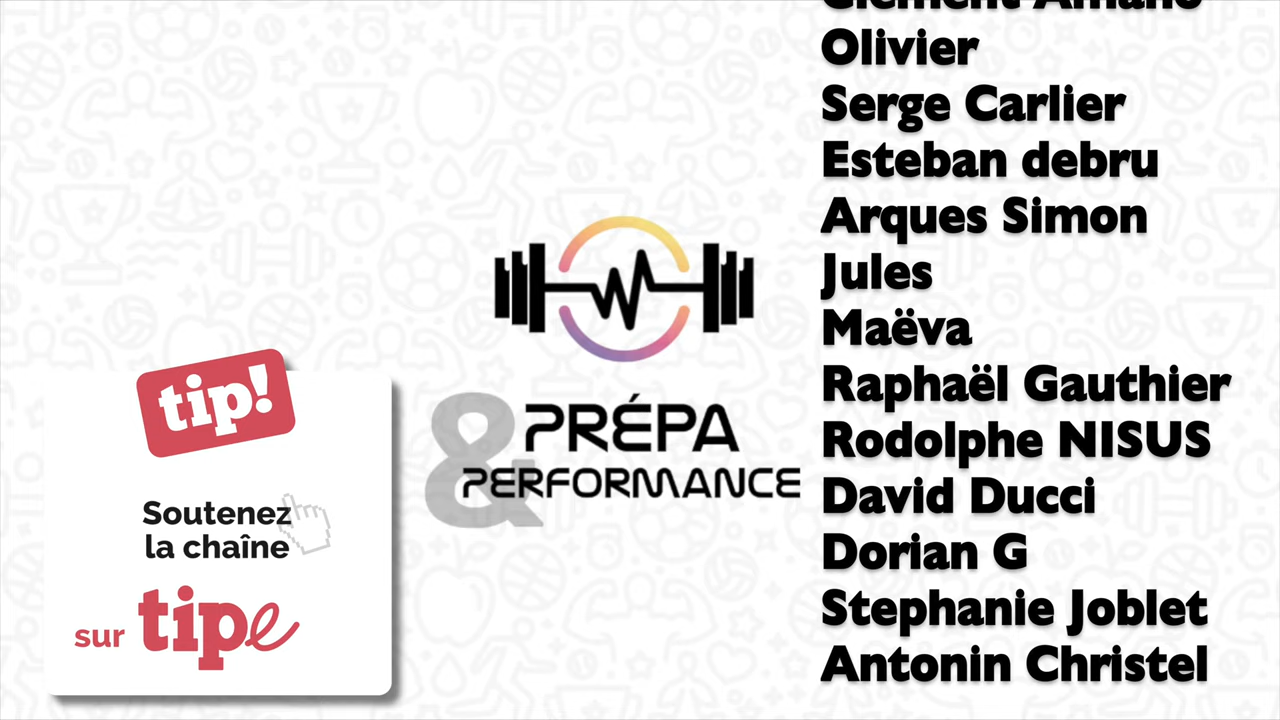 Olivier
Serge Carlier
Esteban debru
Arques Simon
Jules
Maëva
Raphaël Gauthier
Rodolphe NISUS
David Ducci
Dorian G
Stephanie Joblet
Antonin Christel
&
PRÉPA
PERFORMANCE
tip!
Soutenez
la chaîne
sur tipe